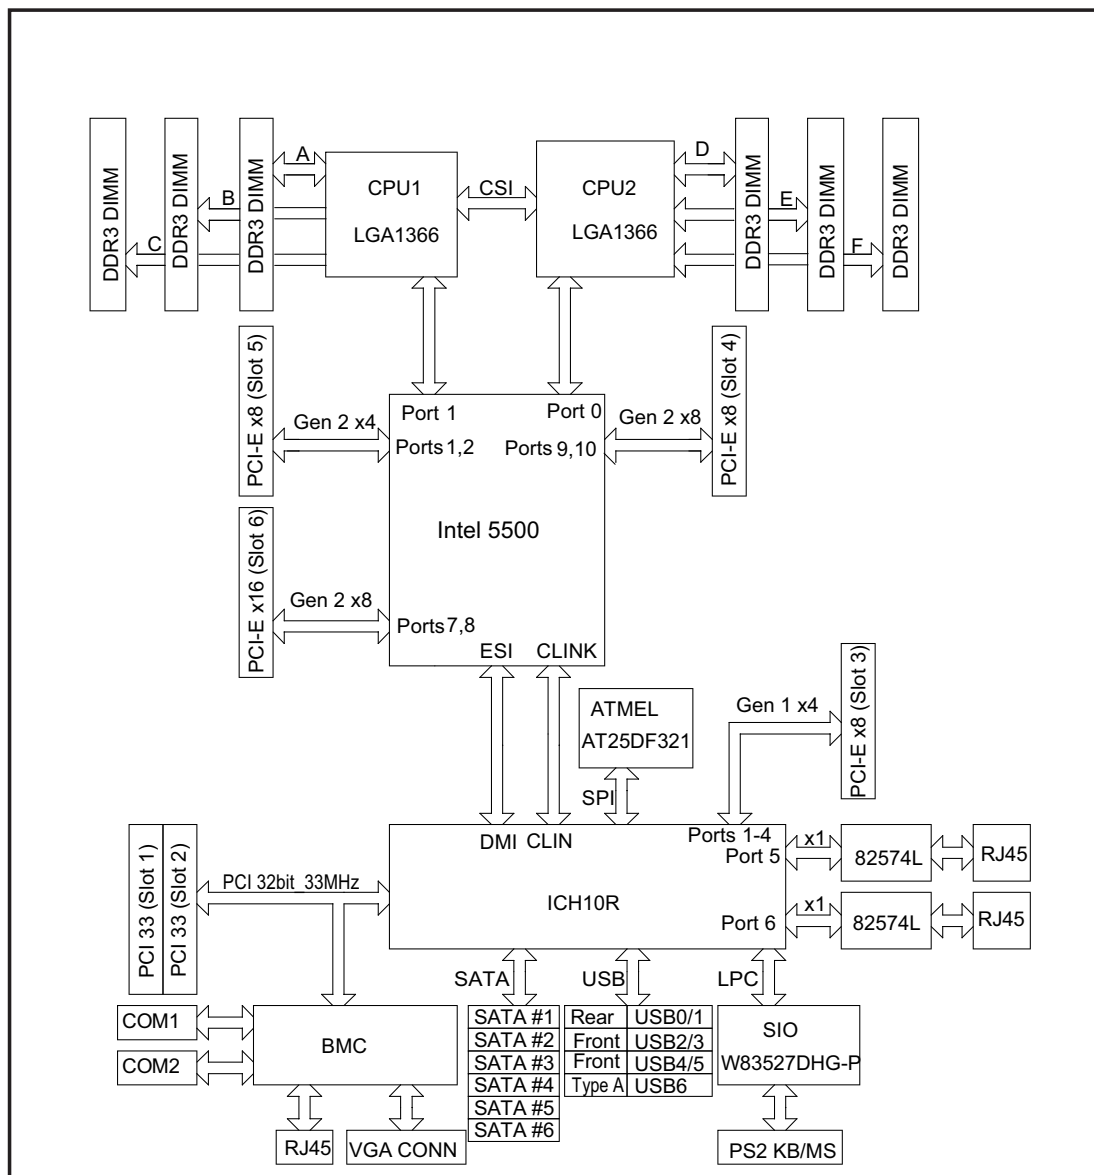 DDR3 DIMM
DDR3 DIMM
DDR3 DIMM
A
B
C
CPU1
LGA1366
CSI
CPU2
LGA1366
D
E
F
DDR3 DIMM
DDR3 DIMM
DDR3 DIMM
PCI-E x8 (Slot 5)
Gen 2 x4
Port 1
Ports 1,2
Port 0
Ports 9,10
Gen 2 x8
PCI-E x8 (Slot 4)
Intel 5500
PCI-E x16 (Slot 6)
Gen 2 x8
Ports 7,8
ESI
CLINK
ATMEL
AT25DF321
SPI
Gen 1 x4
PCI-E x8 (Slot 3)
DMI
CLIN
Ports 1-4
Port 5
x1
82574L
RJ45
ICH10R
Port 6
x1
82574L
RJ45
PCI 33 (Slot 1)
PCI 33 (Slot 2)
PCI 32bit_33MHz
SATA
USB
LPC
COM1
COM2
BMC
SATA #1
SATA #2
SATA #3
SATA #4
SATA #5
SATA #6
Rear USB0/1
Front USB2/3
Front USB4/5
Type A USB6
SIO
W83527DHG-P
RJ45
VGA CONN
PS2 KB/MS